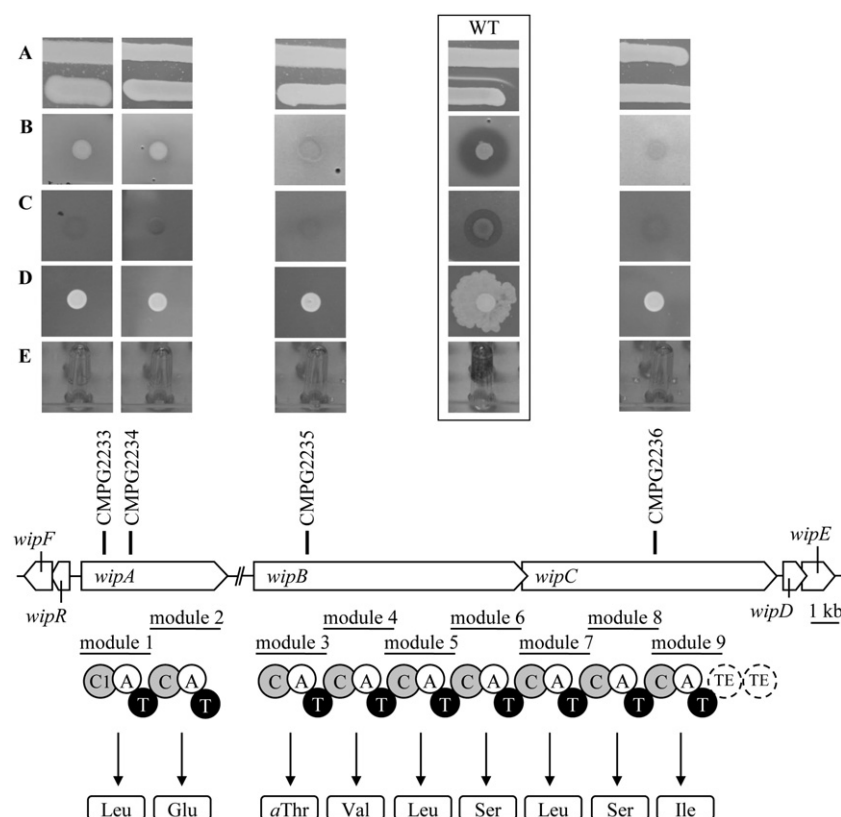 WT
A
B
C
D
E
CMPG2233
CMPG2234
CMPG2235
CMPG2236
wipF
wipE
wipA
wipB
wipC
wipR
wipD
1 kb
module 2
module 4
module 6
module 8
module 1
module 3
module 5
module 7
module 9
C1 A C A C A C A C A C A C A C A C A TE TE
T T T T T T T T T
Leu Glu aThr Val Leu Ser Leu Ser Ile